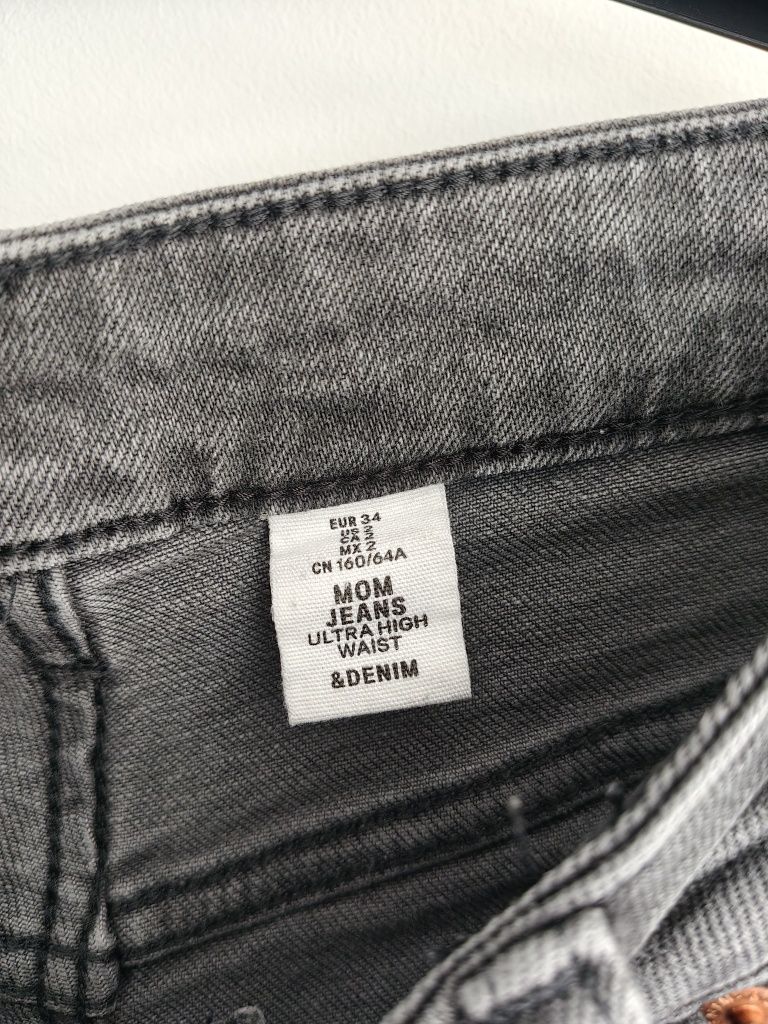 EUR 34
US 2
CA 2
MX 2
CN 160/64A
MOM
JEANS
ULTRA HIGH
WAIST
&DENIM